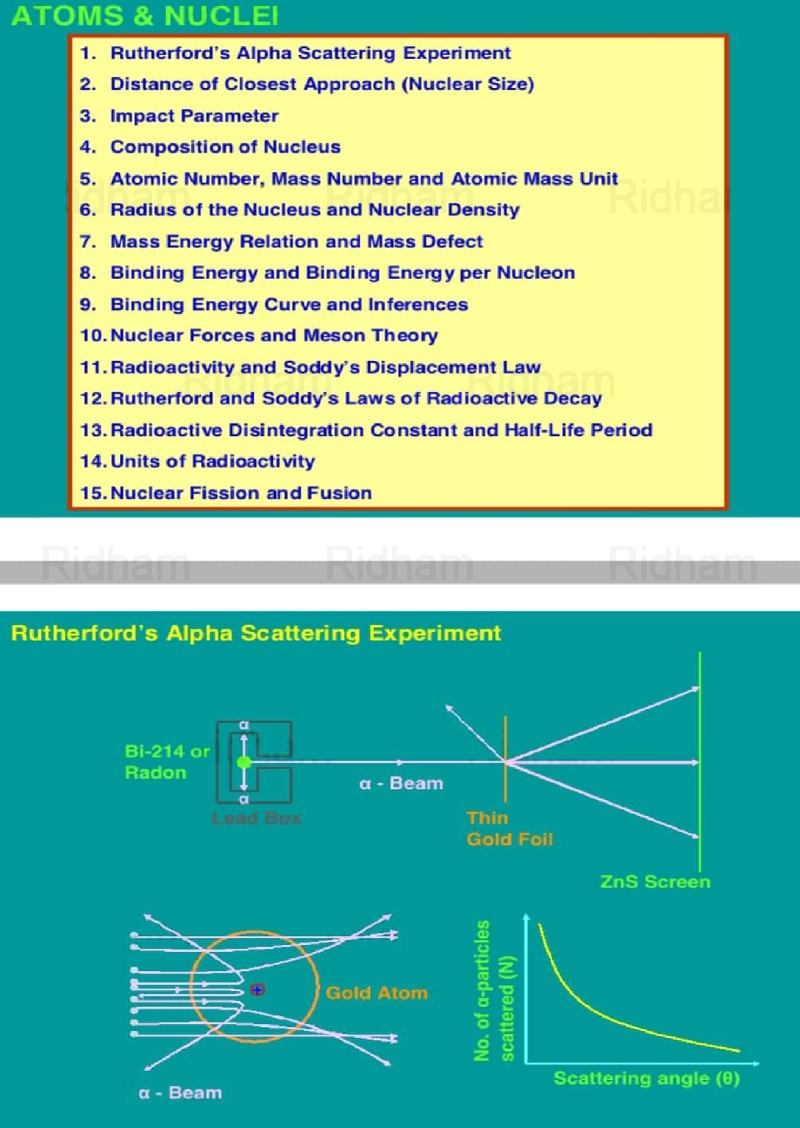 ATOMS & NUCLEI
1. Rutherford's Alpha Scattering Experiment
2. Distance of Closest Approach (Nuclear Size)
3. Impact Parameter
4. Composition of Nucleus
5. Atomic Number, Mass Number and Atomic Mass Unit
Ridham Ridham Ridham
6. Radius of the Nucleus and Nuclear Density
7. Mass Energy Relation and Mass Defect
8. Binding Energy and Binding Energy per Nucleon
9. Binding Energy Curve and Inferences
10. Nuclear Forces and Meson Theory
11. Radioactivity and Soddy's Displacement Law
Ridham Ridham
12. Rutherford and Soddy's Laws of Radioactive Decay
13. Radioactive Disintegration Constant and Half-Life Period
14. Units of Radioactivity
15. Nuclear Fission and Fusion
Ridham Ridham Ridham
Rutherford's Alpha Scattering Experiment
α
Bi-214 or
Radon
α
Lead Box
α - Beam
Thin
Gold Foil
ZnS Screen
Gold Atom
α - Beam
No. of α-particles
scattered (N)
Scattering angle (θ)